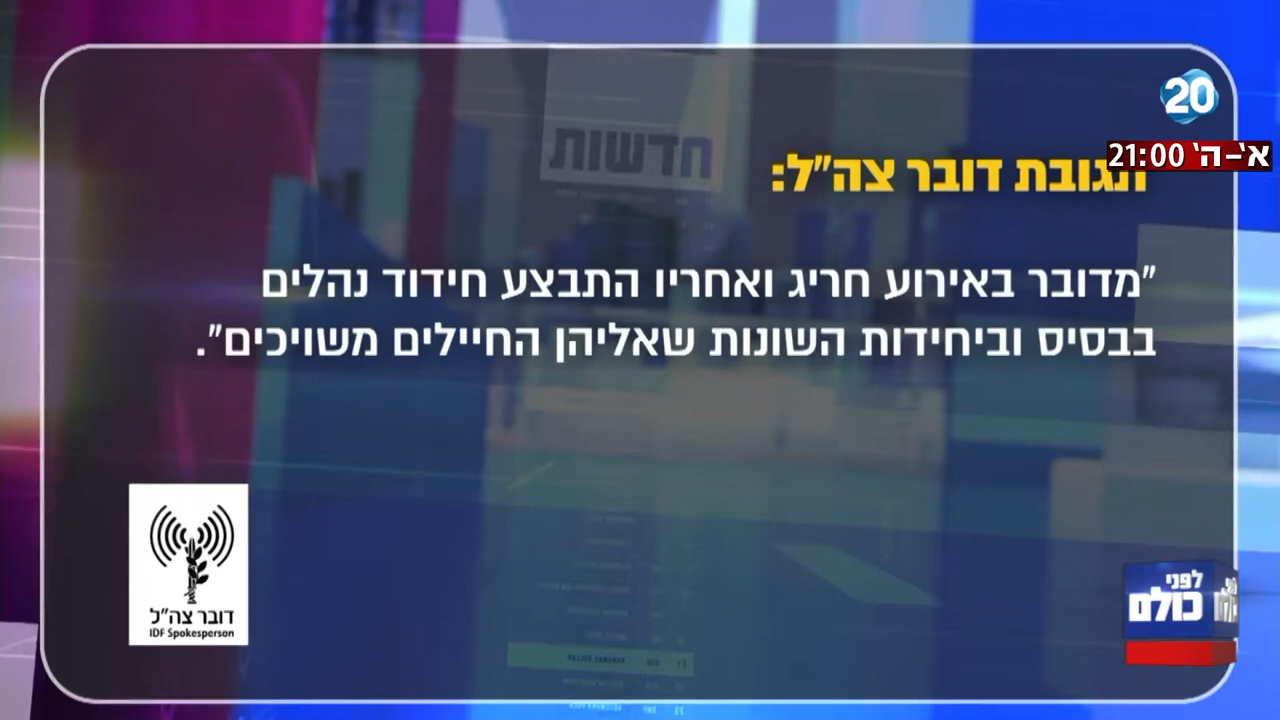 20
א'-ה' 21:00
חדשות
תגובת דובר צה"ל:
"מדובר באירוע חריג ואחריו התבצע חידוד נהלים
בבסיס וביחידות השונות שאליהן החיילים משויכים".
דובר צה"ל
IDF Spokesperson
לפני
כולם